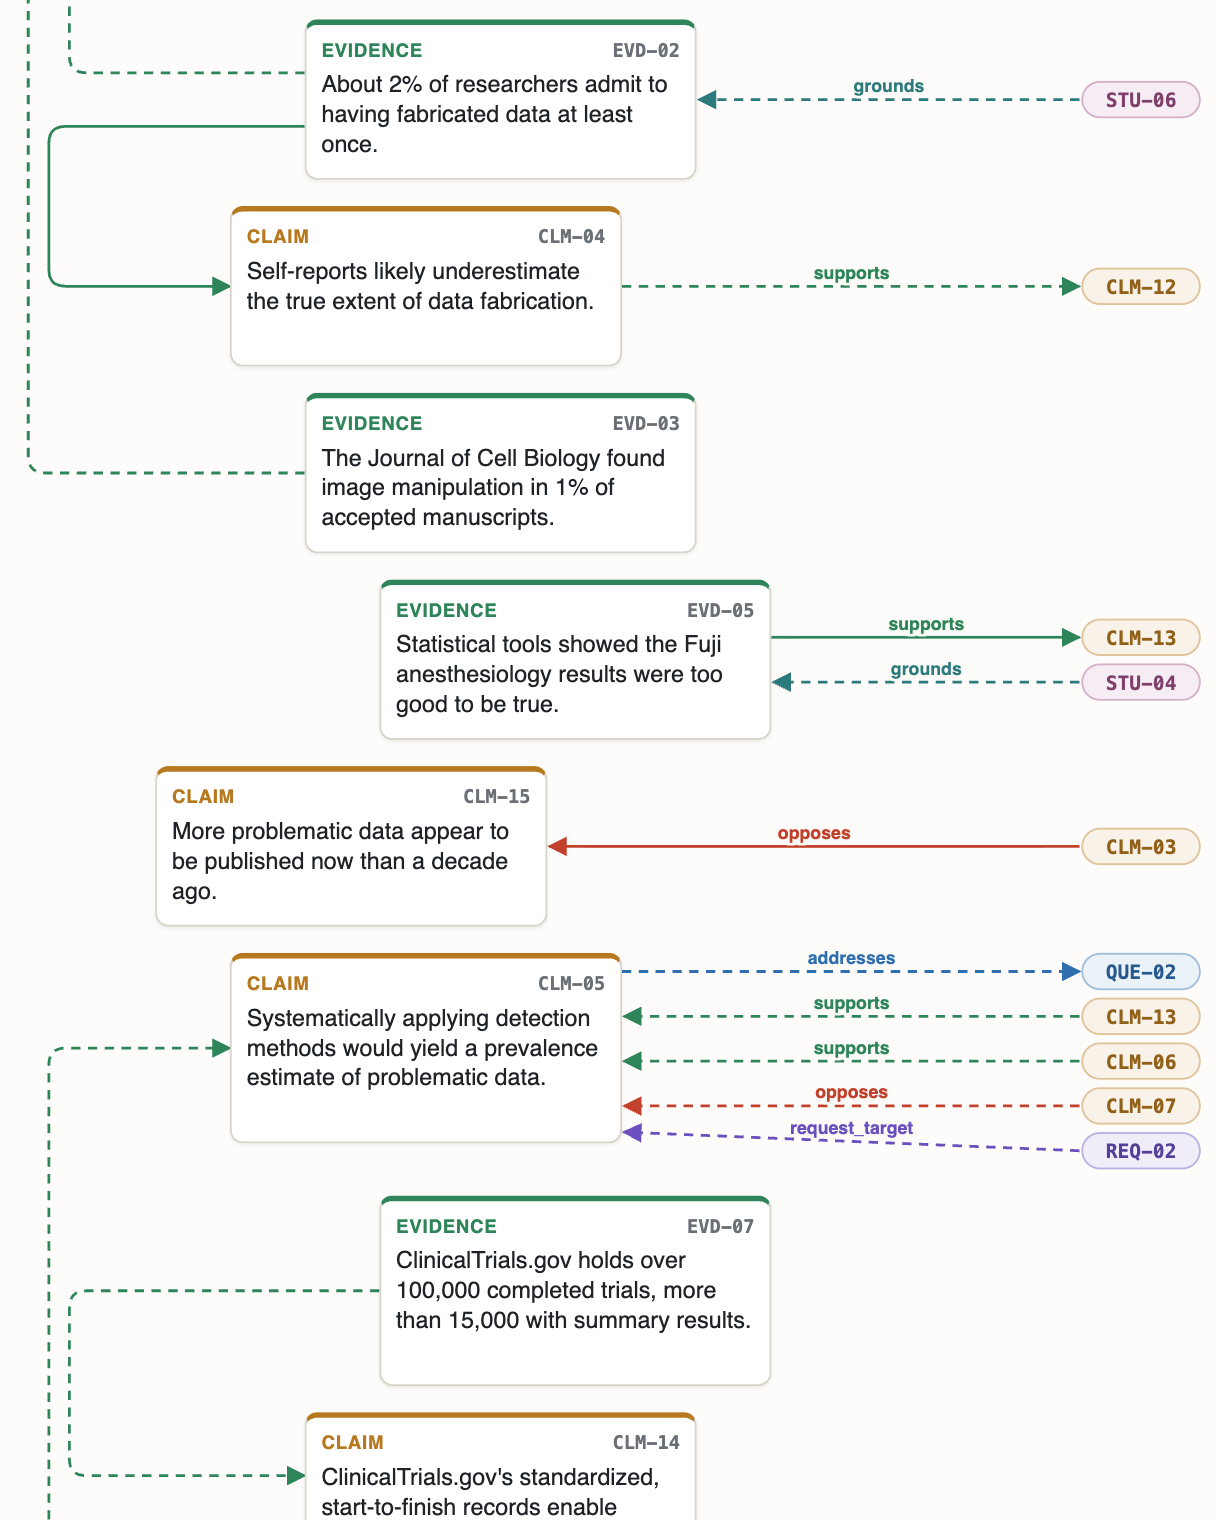 EVIDENCE EVD-02
About 2% of researchers admit to
having fabricated data at least
once.
grounds
STU-06
CLAIM CLM-04
Self-reports likely underestimate
the true extent of data fabrication.
supports
CLM-12
EVIDENCE EVD-03
The Journal of Cell Biology found
image manipulation in 1% of
accepted manuscripts.
EVIDENCE EVD-05
Statistical tools showed the Fuji
anesthesiology results were too
good to be true.
supports
CLM-13
grounds
STU-04
CLAIM CLM-15
More problematic data appear to
be published now than a decade
ago.
opposes
CLM-03
CLAIM CLM-05
Systematically applying detection
methods would yield a prevalence
estimate of problematic data.
addresses
QUE-02
supports
CLM-13
supports
CLM-06
opposes
CLM-07
request_target
REQ-02
EVIDENCE EVD-07
ClinicalTrials.gov holds over
100,000 completed trials, more
than 15,000 with summary results.
CLAIM CLM-14
ClinicalTrials.gov's standardized,
start-to-finish records enable